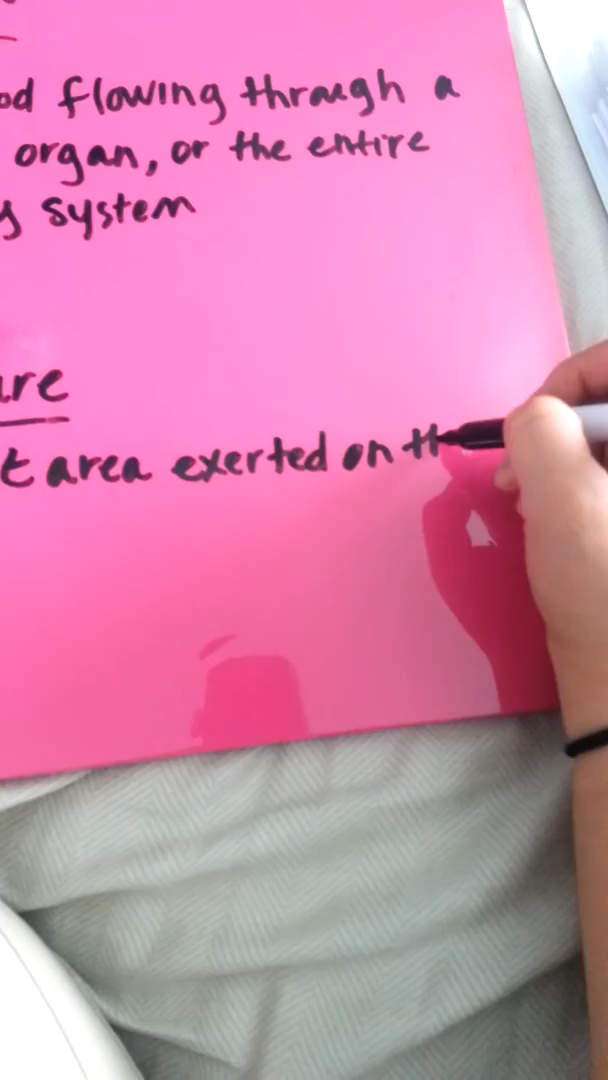 od flowing through a
organ, or the entire
system
ure
t area exerted on th